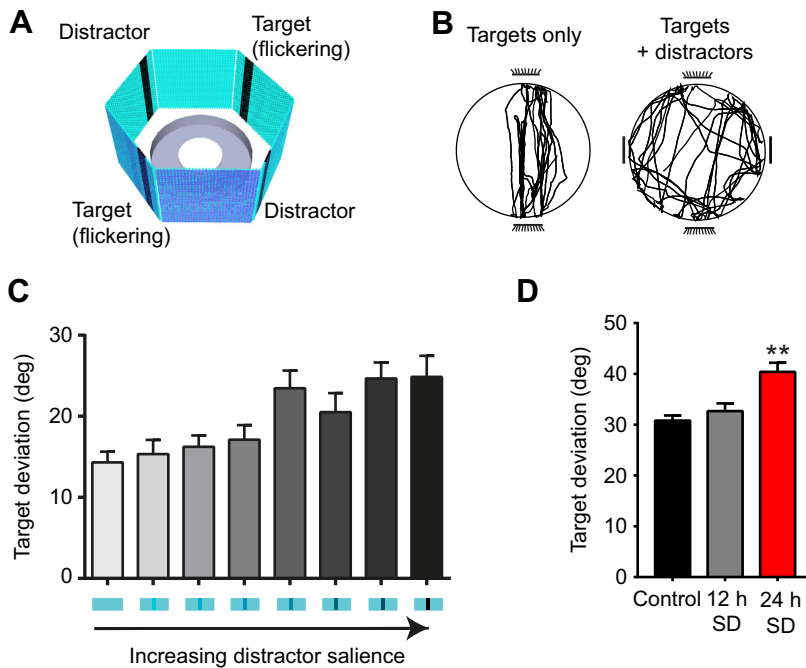 A
Distractor
Target
(flickering)
Target
(flickering)
Distractor
B
Targets only
Targets
+ distractors
C
Target deviation (deg)
30
20
10
0
Increasing distractor salience
D
Target deviation (deg)
50
40
30
20
10
0
**
Control
12 h
SD
24 h
SD